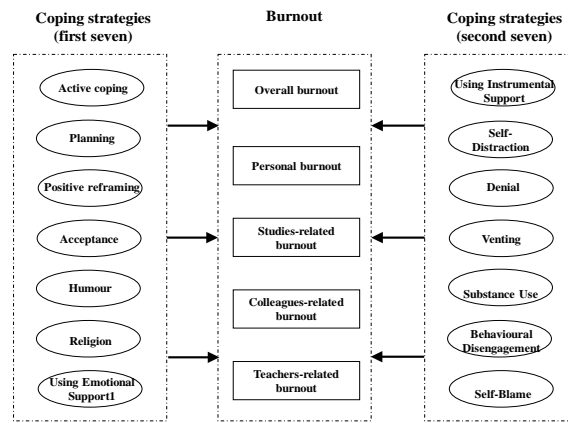 Coping strategies
(first seven)
Active coping
Planning
Positive reframing
Acceptance
Humour
Religion
Using Emotional
Support1
Burnout
Overall burnout
Personal burnout
Studies-related
burnout
Colleagues-related
burnout
Teachers-related
burnout
Coping strategies
(second seven)
Using Instrumental
Support
Self-
Distraction
Denial
Venting
Substance Use
Behavioural
Disengagement
Self-Blame